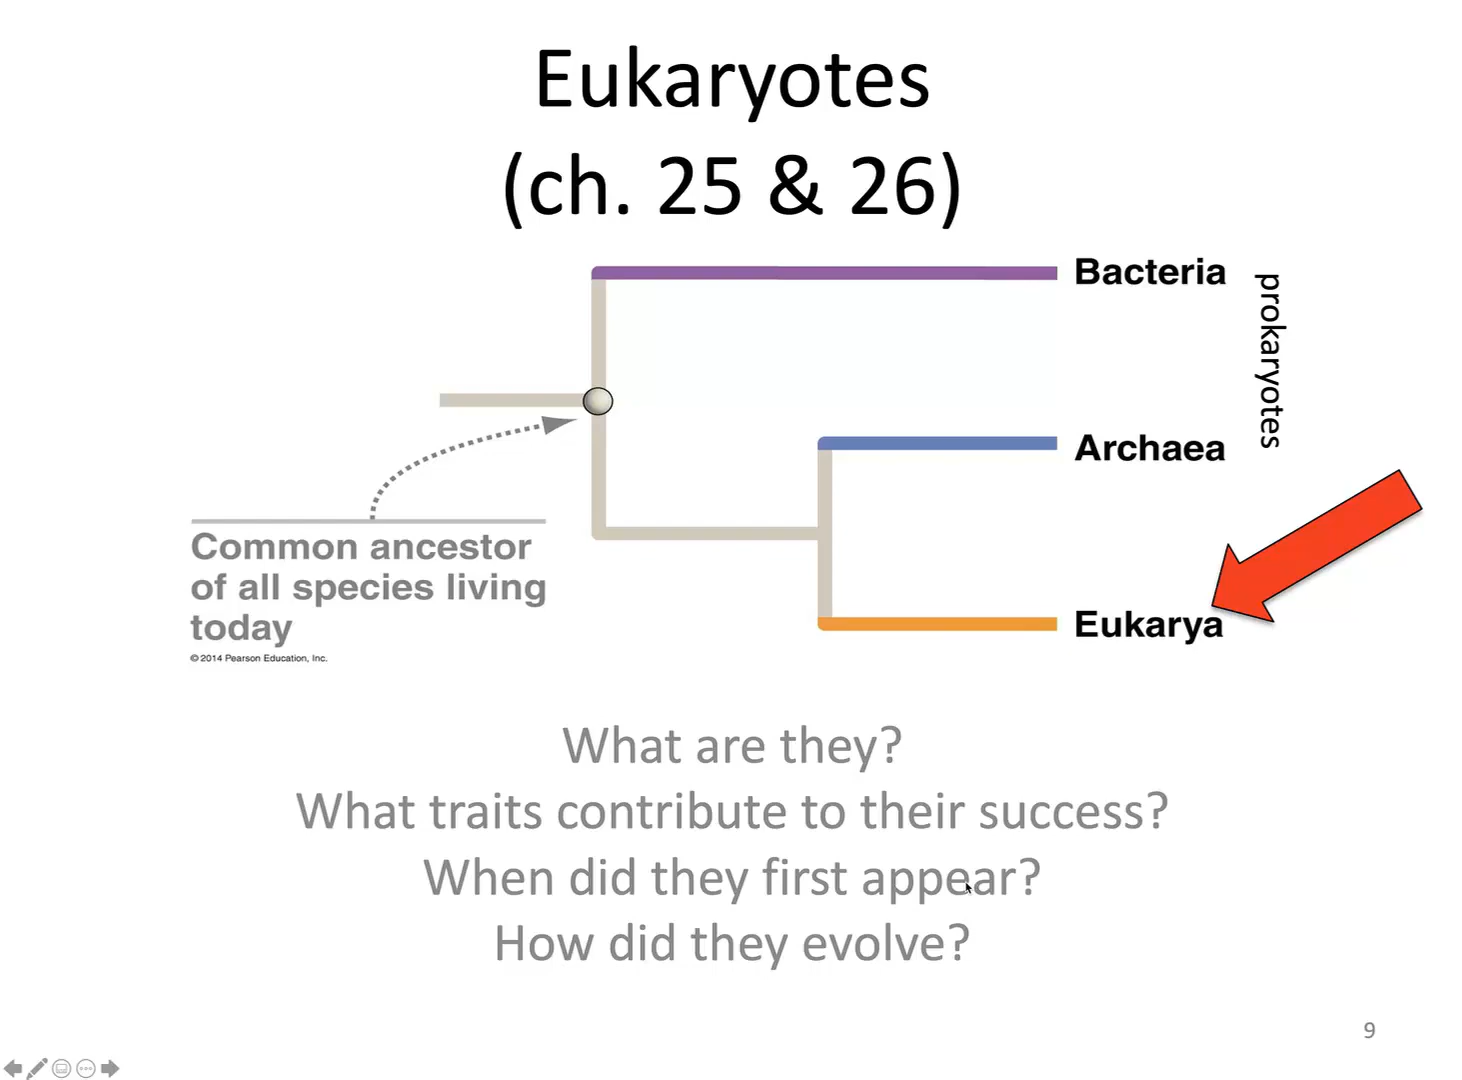 Eukaryotes
(ch. 25 & 26)
Bacteria
prokaryotes
Archaea
Eukarya
Common ancestor
of all species living
today
© 2014 Pearson Education, Inc.
What are they?
What traits contribute to their success?
When did they first appear?
How did they evolve?
9